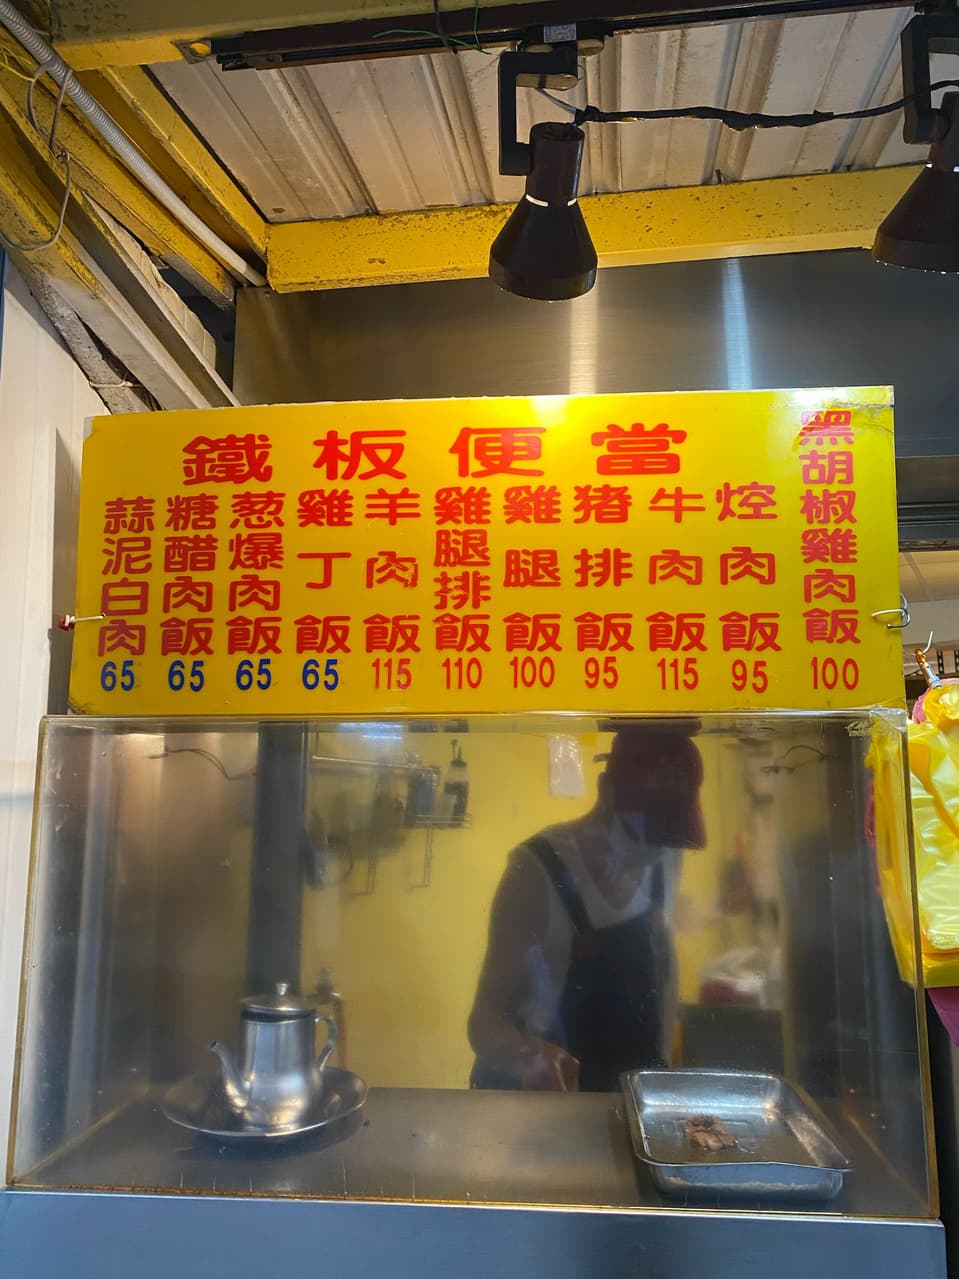 鐵板便當
蒜泥白肉 65
糖醋肉飯 65
葱爆肉飯 65
雞丁飯 65
羊肉飯 115
雞腿排飯 110
雞腿飯 100
猪排飯 95
牛肉飯 115
焢肉飯 95
黑胡椒雞肉飯 100